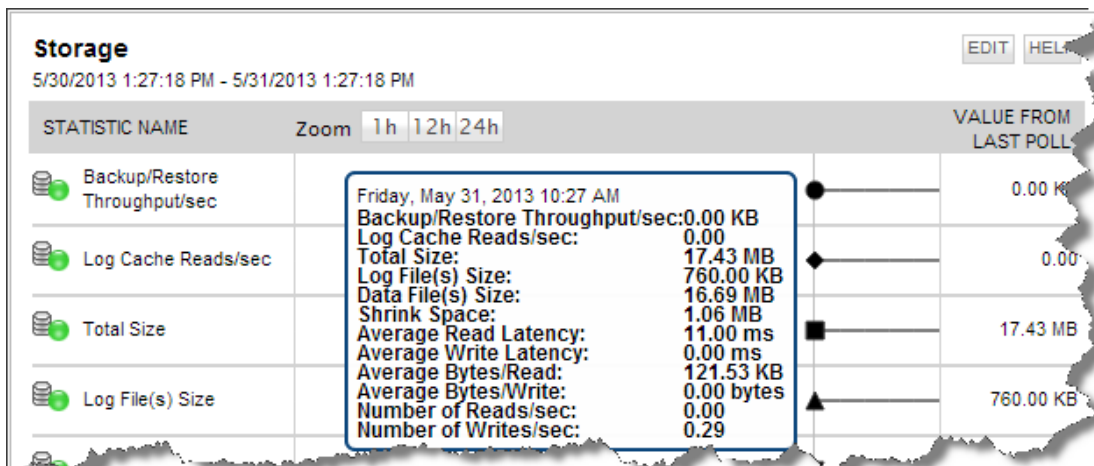 Storage
EDIT HELP
5/30/2013 1:27:18 PM - 5/31/2013 1:27:18 PM
STATISTIC NAME Zoom 1h 12h 24h VALUE FROM LAST POLL
Backup/Restore Throughput/sec 0.00
Log Cache Reads/sec 0.00
Total Size 17.43 MB
Log File(s) Size 760.00 KB
Friday, May 31, 2013 10:27 AM
Backup/Restore Throughput/sec:0.00 KB
Log Cache Reads/sec: 0.00
Total Size: 17.43 MB
Log File(s) Size: 760.00 KB
Data File(s) Size: 16.69 MB
Shrink Space: 1.06 MB
Average Read Latency: 11.00 ms
Average Write Latency: 0.00 ms
Average Bytes/Read: 121.53 KB
Average Bytes/Write: 0.00 bytes
Number of Reads/sec: 0.00
Number of Writes/sec: 0.29